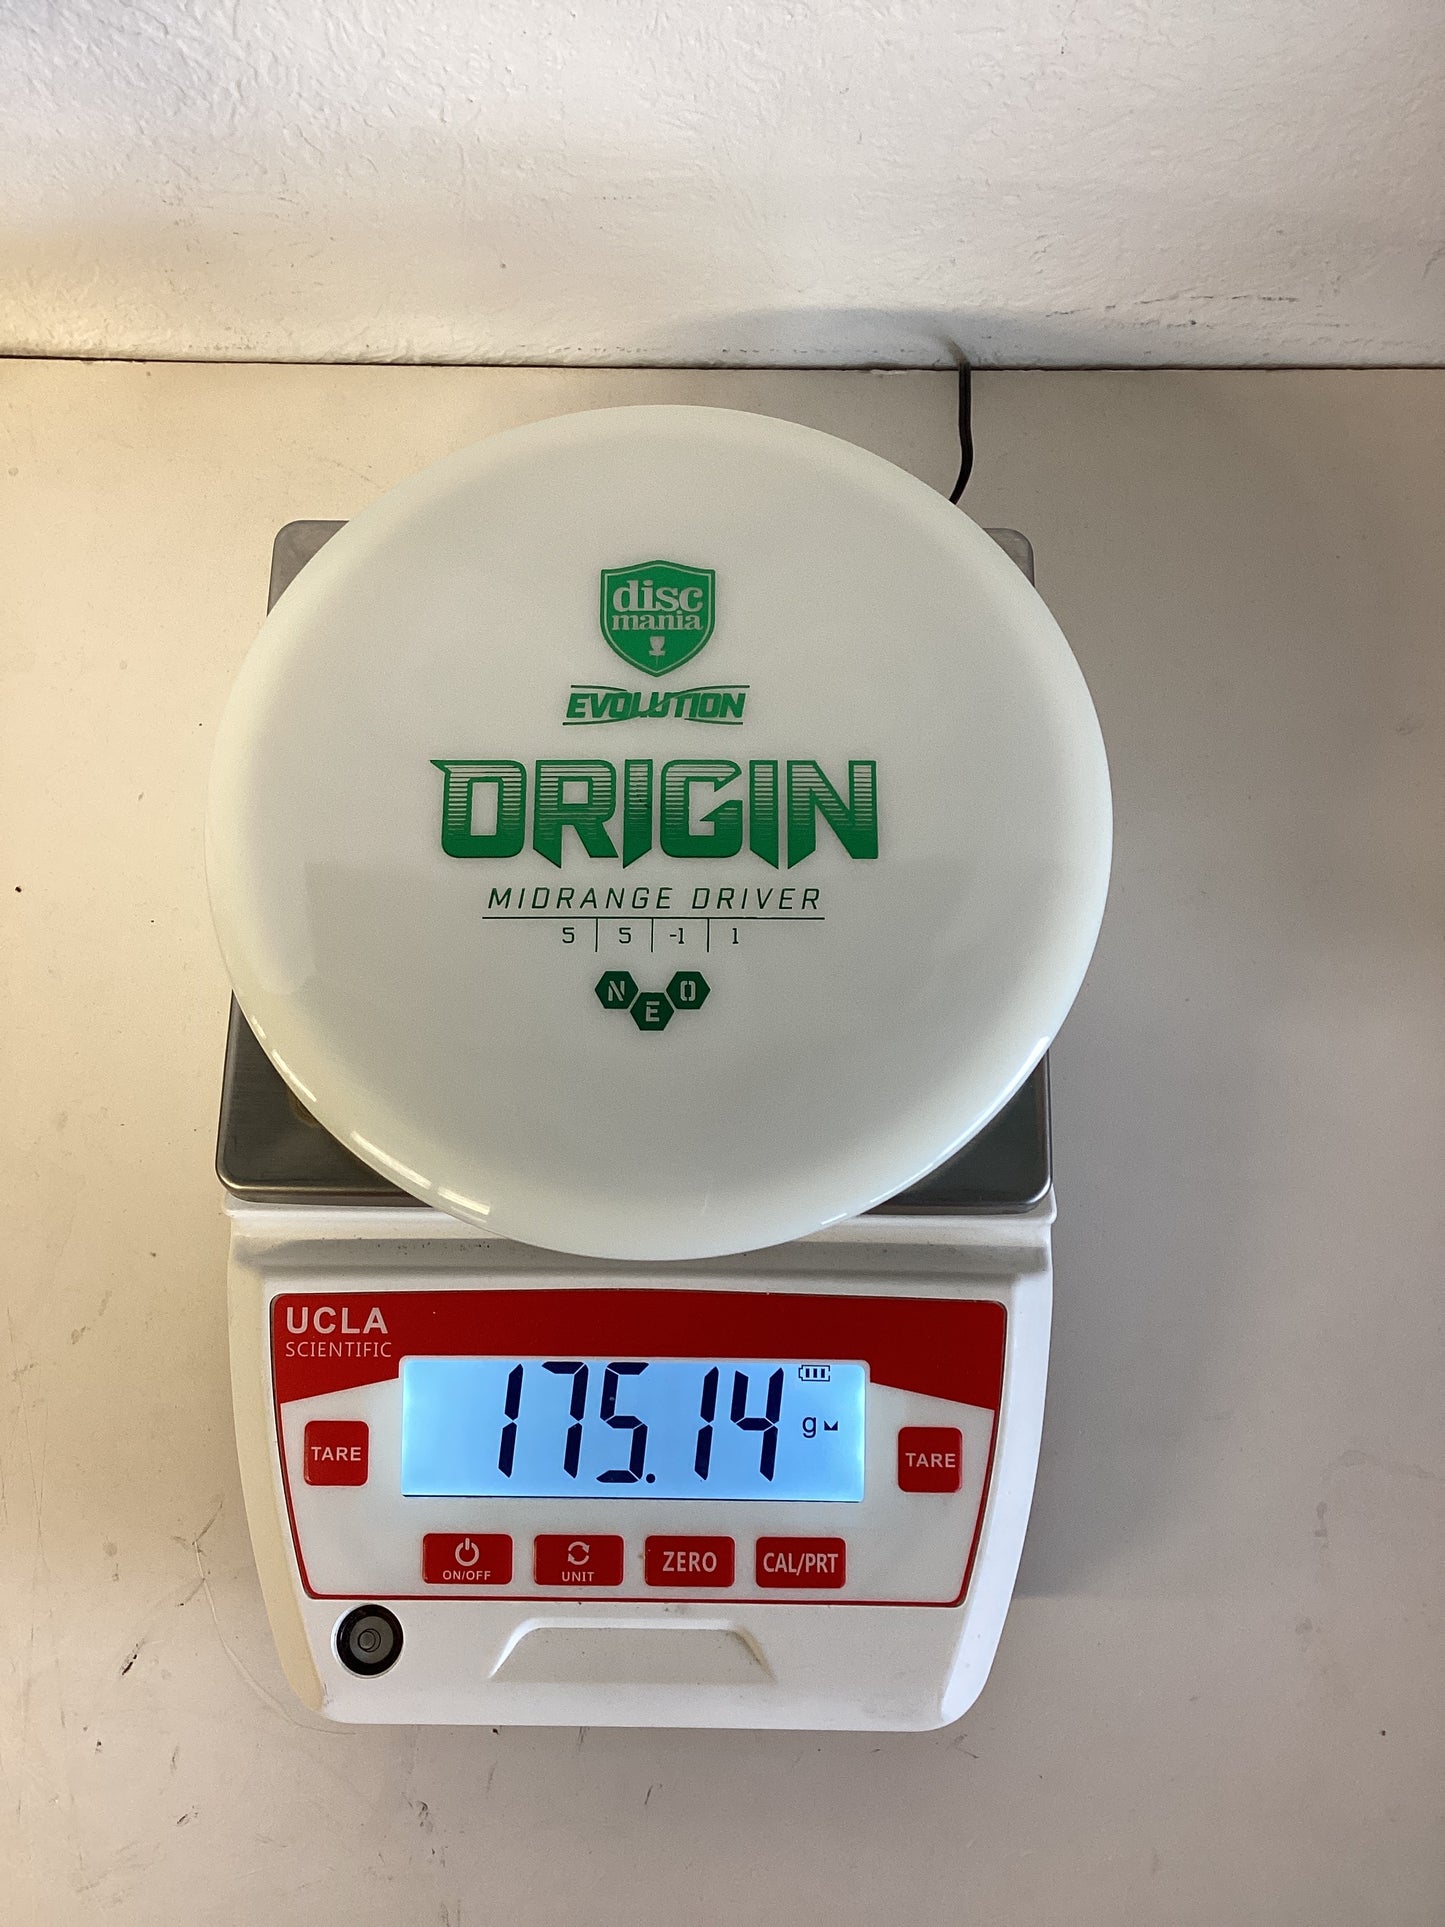 disc
mania
EVOLUTION
ORIGIN
MIDRANGE DRIVER
5 5 -1 1
NEO
UCLA
SCIENTIFIC
175.14 g
TARE
TARE
ON/OFF
UNIT
ZERO
CAL/PRT